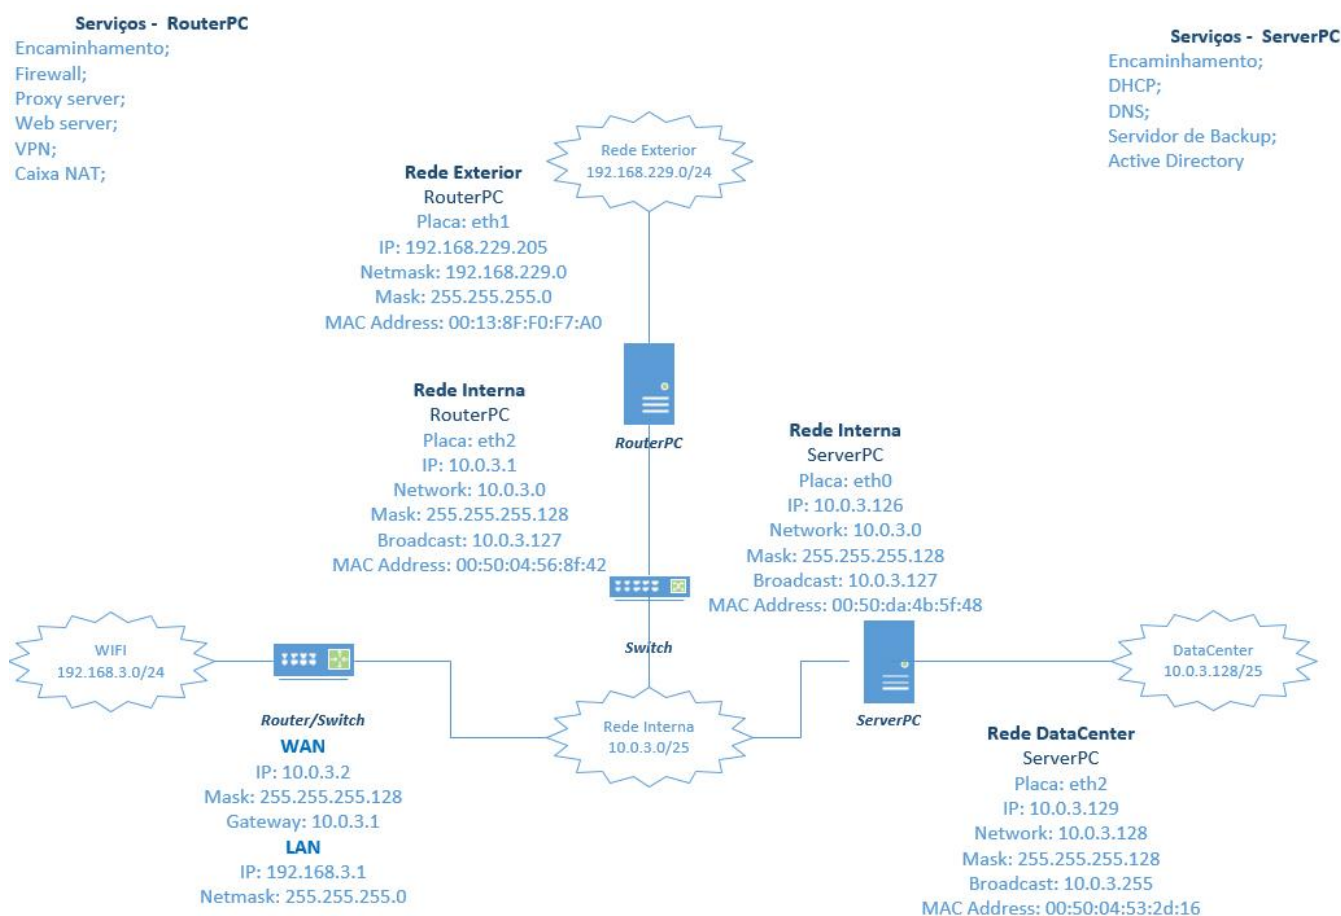 Serviços - RouterPC
Encaminhamento;
Firewall;
Proxy server;
Web server;
VPN;
Caixa NAT;
Serviços - ServerPC
Encaminhamento;
DHCP;
DNS;
Servidor de Backup;
Active Directory
Rede Exterior
192.168.229.0/24
Rede Exterior
RouterPC
Placa: eth1
IP: 192.168.229.205
Netmask: 192.168.229.0
Mask: 255.255.255.0
MAC Address: 00:13:8F:F0:F7:A0
RouterPC
Rede Interna
RouterPC
Placa: eth2
IP: 10.0.3.1
Network: 10.0.3.0
Mask: 255.255.255.128
Broadcast: 10.0.3.127
MAC Address: 00:50:04:56:8f:42
Rede Interna
ServerPC
Placa: eth0
IP: 10.0.3.126
Network: 10.0.3.0
Mask: 255.255.255.128
Broadcast: 10.0.3.127
MAC Address: 00:50:da:4b:5f:48
Switch
WIFI
192.168.3.0/24
Router/Switch
WAN
IP: 10.0.3.2
Mask: 255.255.255.128
Gateway: 10.0.3.1
LAN
IP: 192.168.3.1
Netmask: 255.255.255.0
Rede Interna
10.0.3.0/25
ServerPC
DataCenter
10.0.3.128/25
Rede DataCenter
ServerPC
Placa: eth2
IP: 10.0.3.129
Network: 10.0.3.128
Mask: 255.255.255.128
Broadcast: 10.0.3.255
MAC Address: 00:50:04:53:2d:16